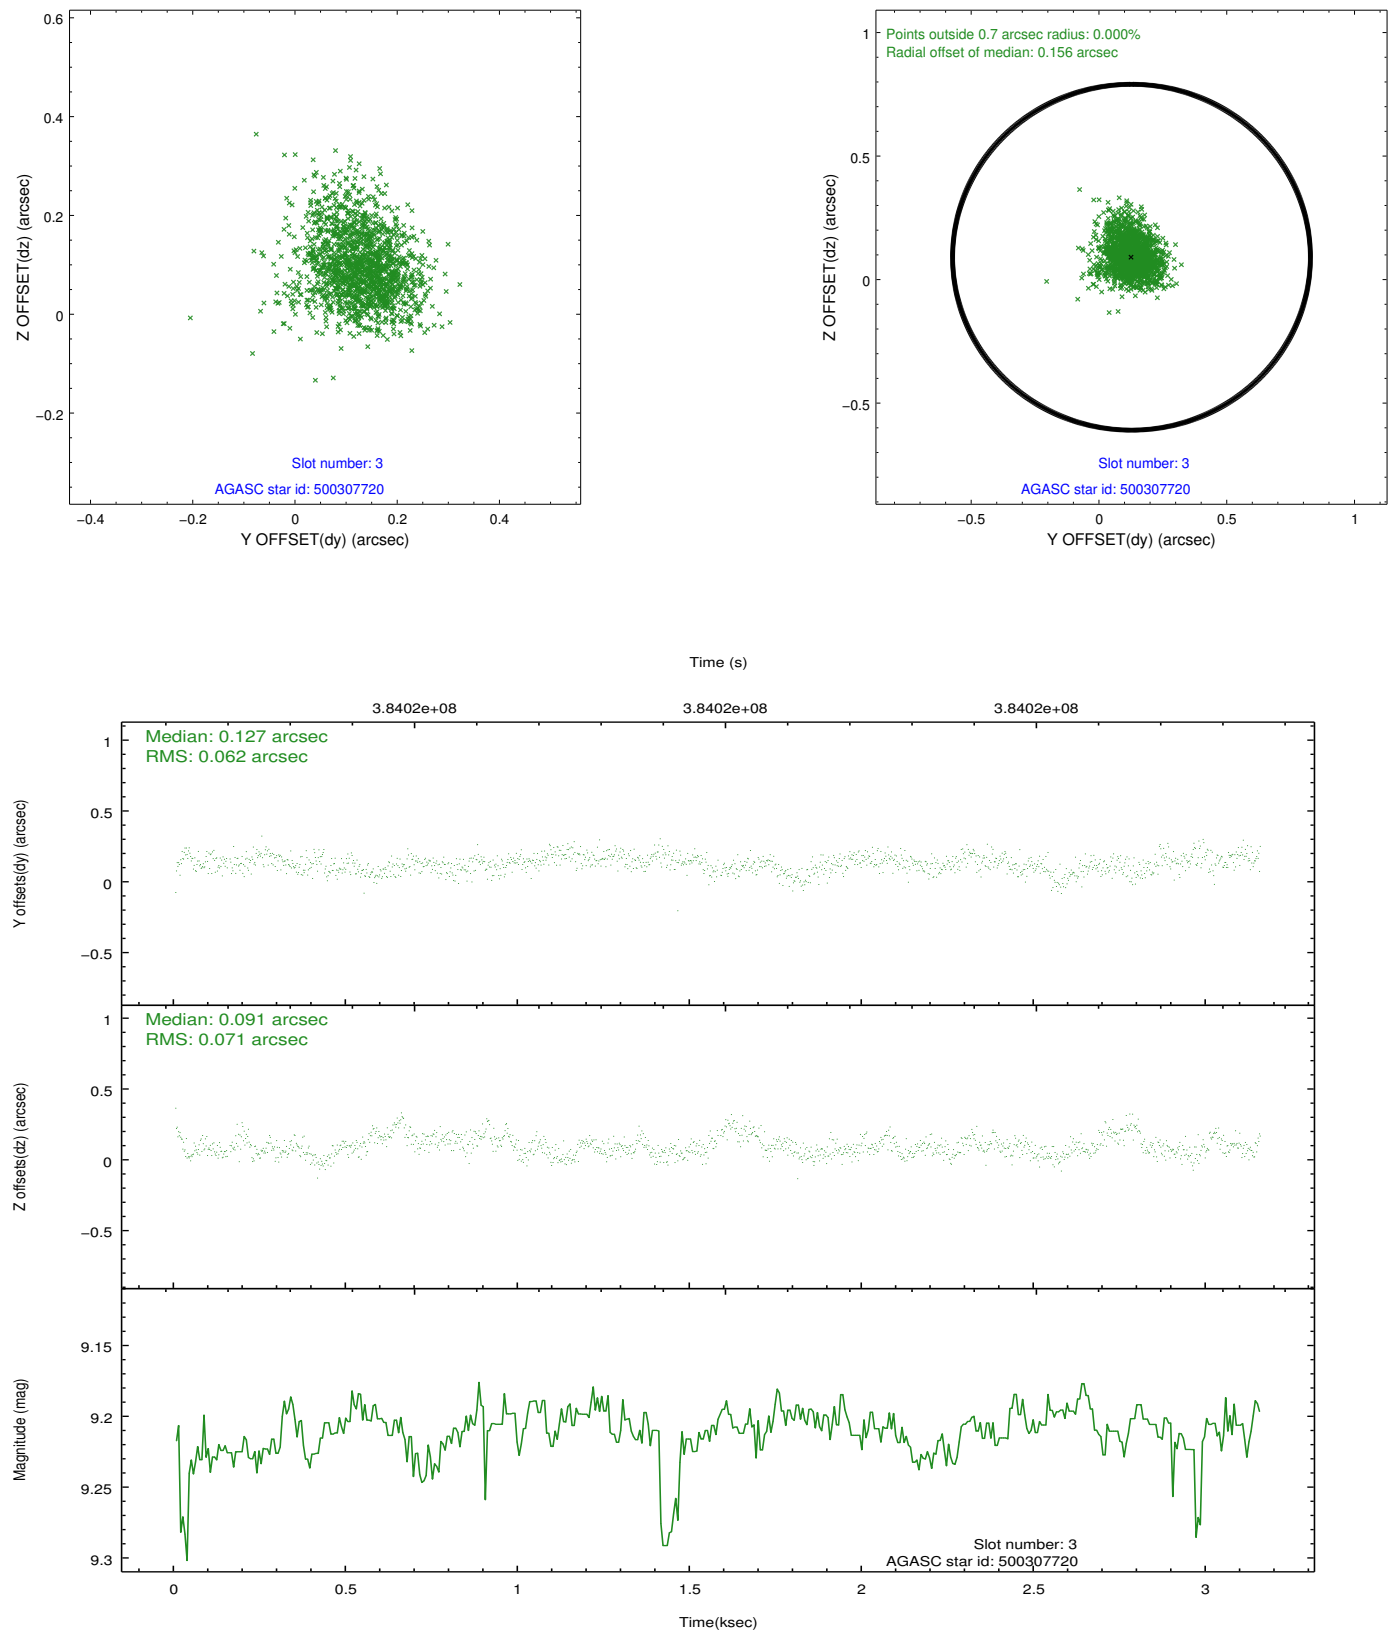 0.6
0.4
0.2
0
−0.2
Z OFFSET(dz) (arcsec)
Slot number: 3
AGASC star id: 500307720
−0.4 −0.2 0 0.2 0.4
Y OFFSET(dy) (arcsec)
Points outside 0.7 arcsec radius: 0.000%
Radial offset of median: 0.156 arcsec
1
0.5
0
−0.5
Z OFFSET(dz) (arcsec)
Slot number: 3
AGASC star id: 500307720
−0.5 0 0.5 1
Y OFFSET(dy) (arcsec)
Time (s)
3.8402e+08 3.8402e+08 3.8402e+08
Median: 0.127 arcsec
RMS: 0.062 arcsec
1
0.5
0
−0.5
Y offsets(dy) (arcsec)
Median: 0.091 arcsec
RMS: 0.071 arcsec
1
0.5
0
−0.5
Z offsets(dz) (arcsec)
9.15
9.2
9.25
9.3
Magnitude (mag)
Slot number: 3
AGASC star id: 500307720
0 0.5 1 1.5 2 2.5 3
Time(ksec)